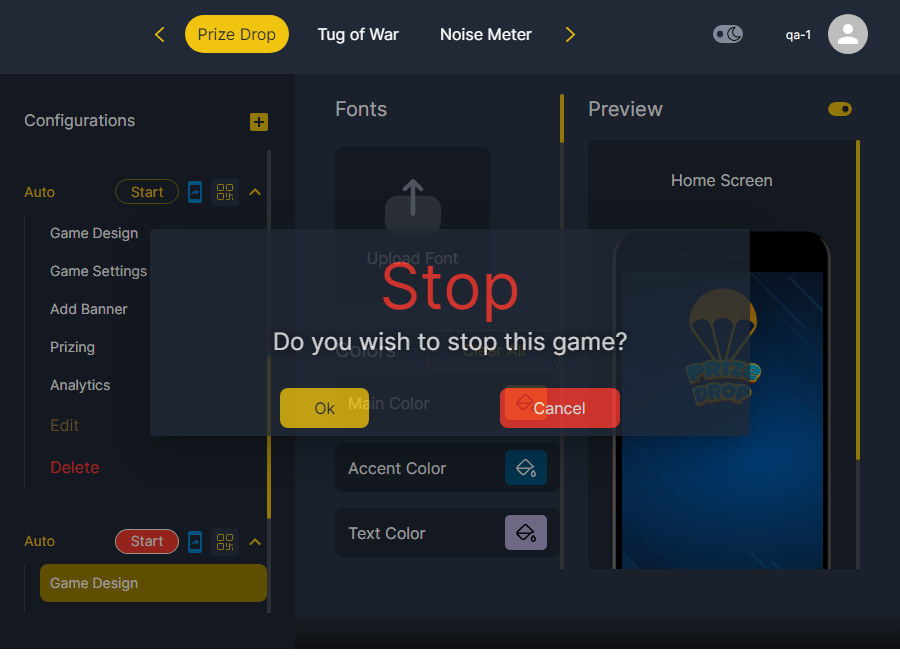 Prize Drop
Tug of War
Noise Meter
qa-1
Configurations
Auto
Start
Game Design
Game Settings
Add Banner
Prizing
Analytics
Edit
Delete
Auto
Start
Game Design
Fonts
Upload Font
Colors
Clear All
Main Color
Accent Color
Text Color
Preview
Home Screen
PRIZE
DROP
Stop
Do you wish to stop this game?
Ok
Cancel